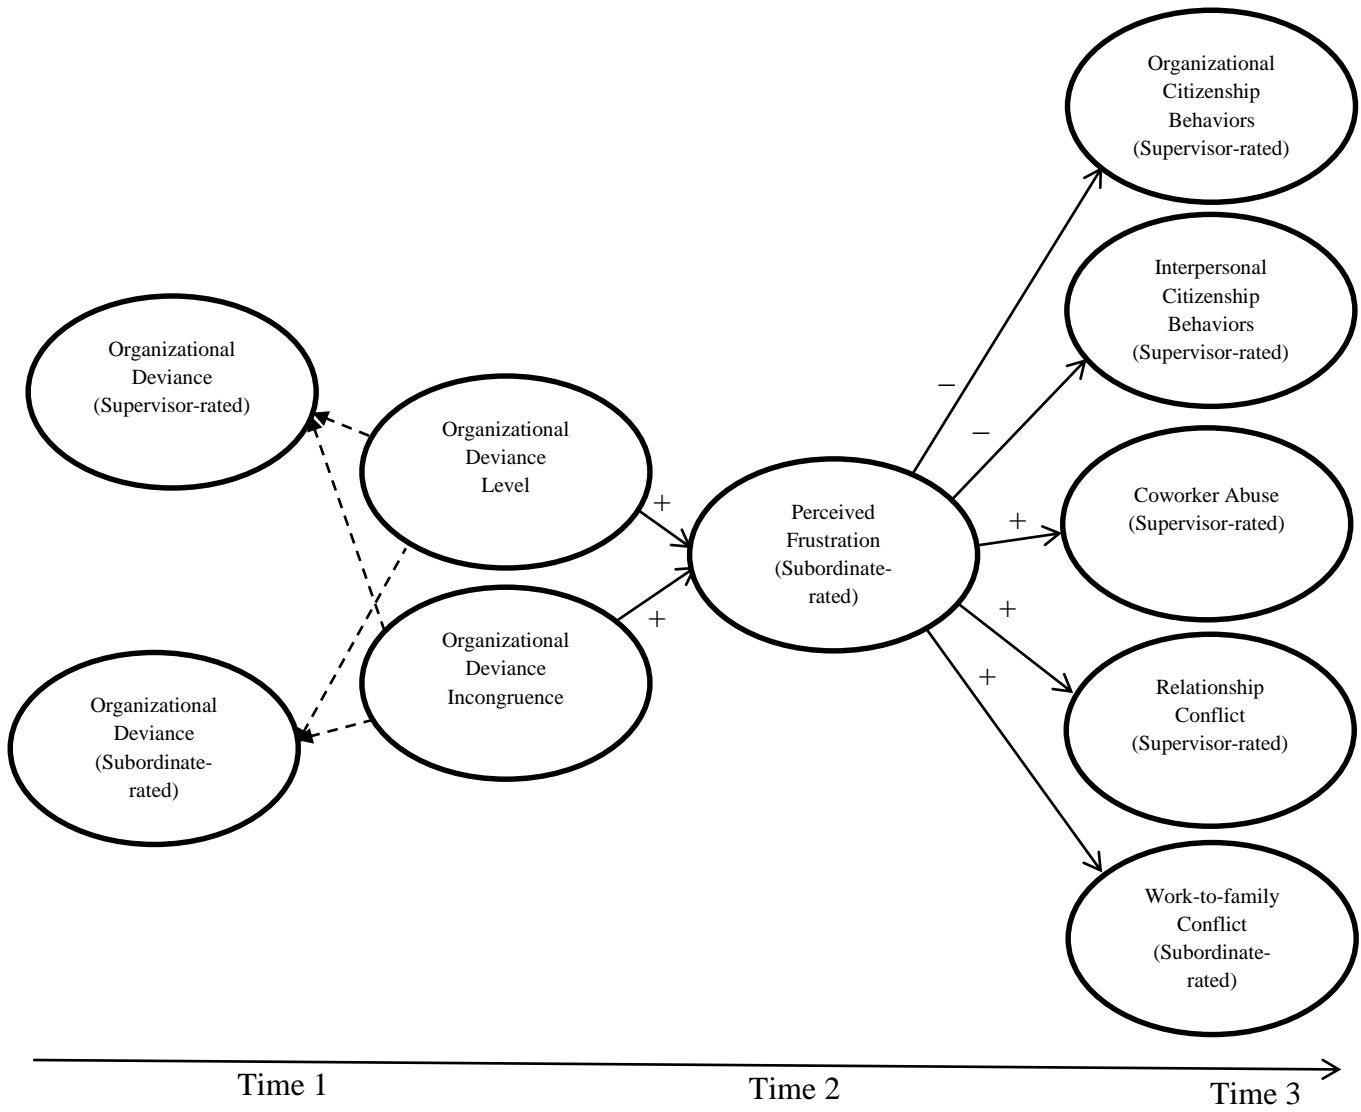 Organizational
Citizenship
Behaviors
(Supervisor-rated)
Interpersonal
Citizenship
Behaviors
(Supervisor-rated)
Organizational
Deviance
(Supervisor-rated)
Organizational
Deviance
Level
Organizational
Deviance
Incongruence
Organizational
Deviance
(Subordinate-
rated)
+
+
Perceived
Frustration
(Subordinate-
rated)
–
–
+
+
+
Coworker Abuse
(Supervisor-rated)
Relationship
Conflict
(Supervisor-rated)
Work-to-family
Conflict
(Subordinate-
rated)
Time 1
Time 2
Time 3